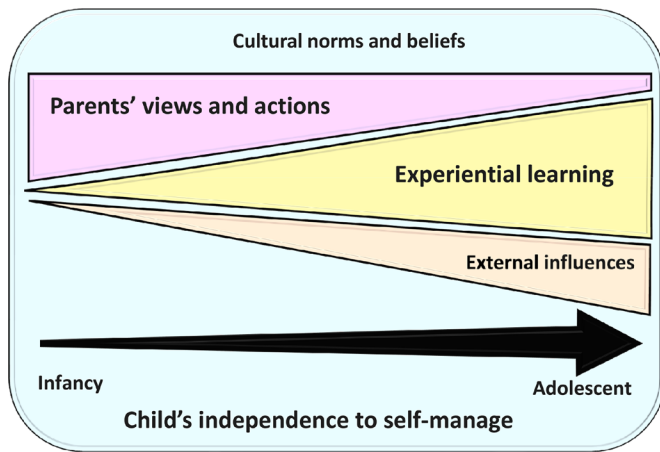 Cultural norms and beliefs
Parents’ views and actions
Experiential learning
External influences
Infancy
Adolescent
Child’s independence to self-manage